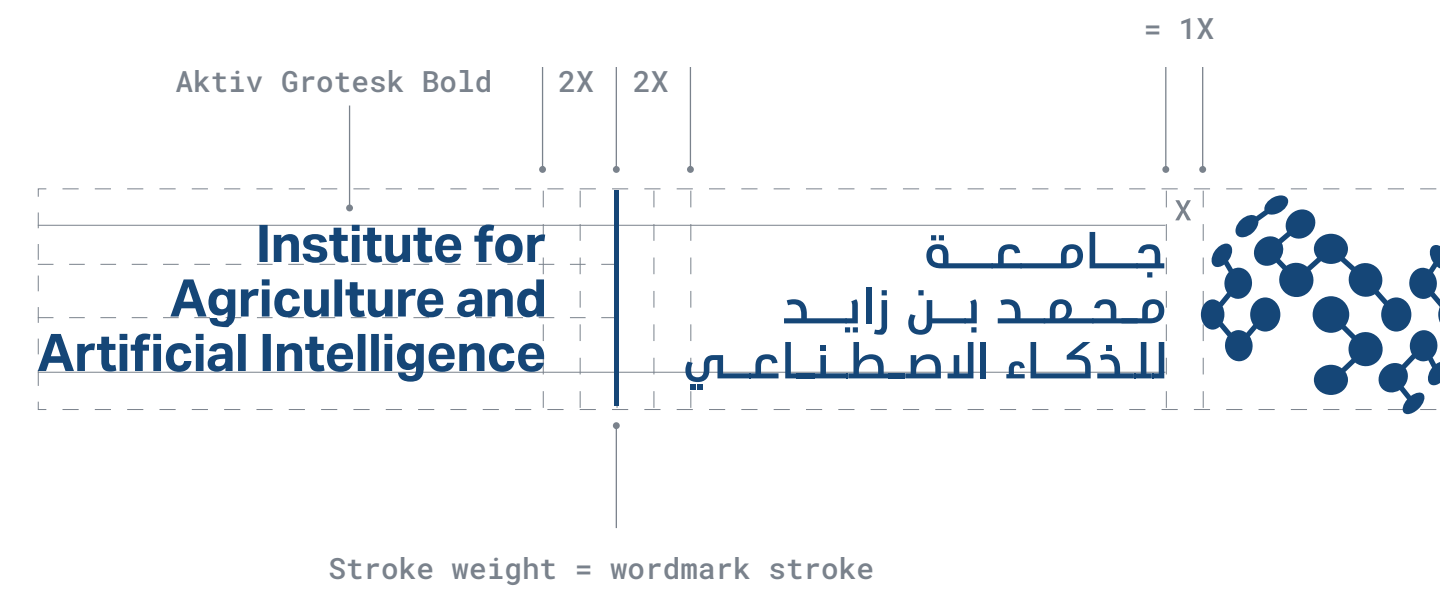 = 1X
Aktiv Grotesk Bold
2X
2X
X
Institute for
Agriculture and
Artificial Intelligence
جامعة
محمد بن زايد
للذكاء الاصطناعي
Stroke weight = wordmark stroke